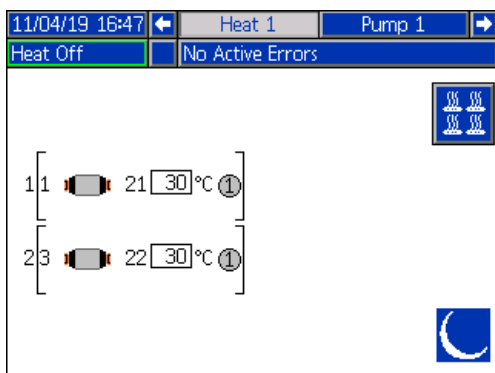 11/04/19 16:47 Heat 1 Pump 1
Heat Off No Active Errors
1 1 21 30 °C 1
2 3 22 30 °C 1